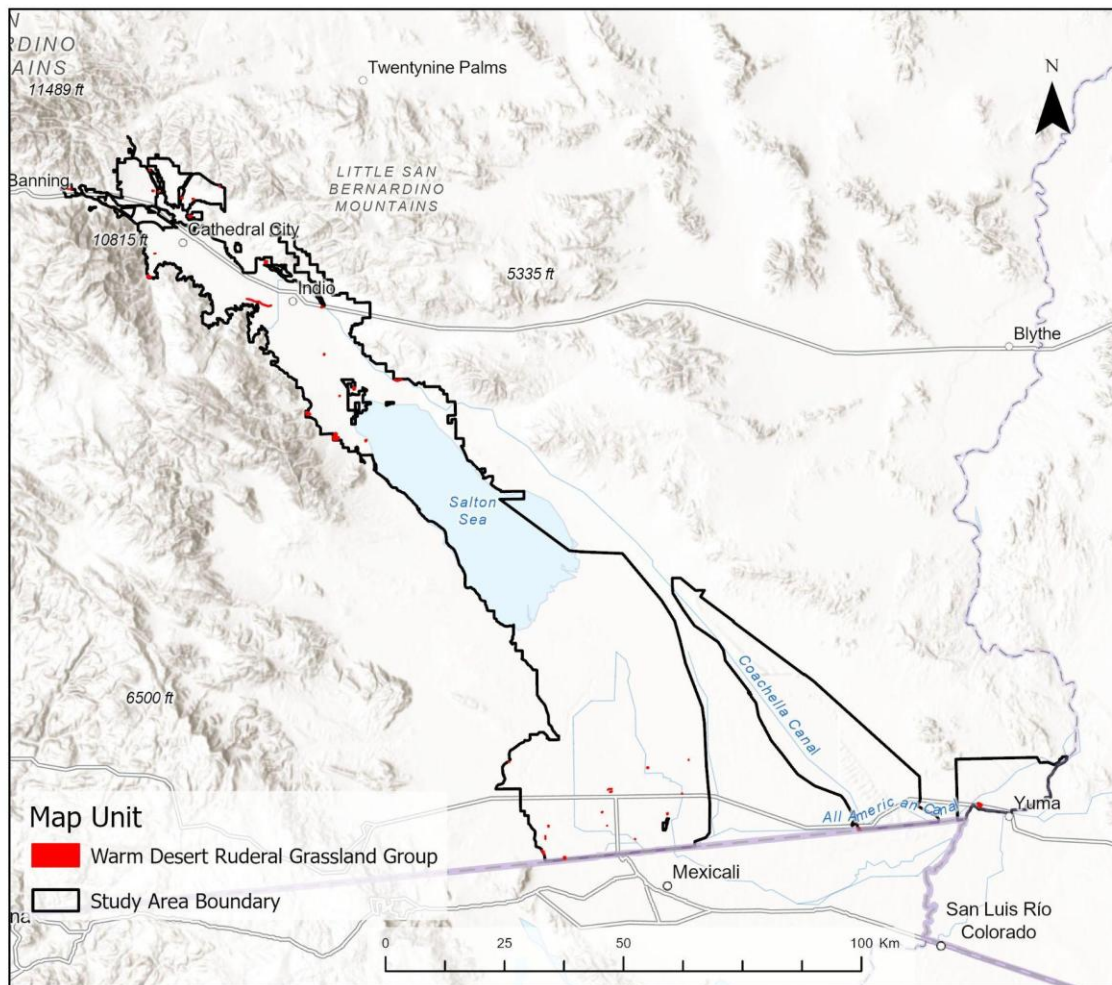 N
RDINO
AINS
11489 ft
Twentynine Palms
N
Banning
LITTLE SAN
BERNARDINO
MOUNTAINS
10815 ft
Cathedral City
5335 ft
Indio
Blythe
Salton
Sea
6500 ft
Coachella Canal
All American Canal
Yuma
Map Unit
Warm Desert Ruderal Grassland Group
Study Area Boundary
Mexicali
na
San Luis Río
Colorado
0 25 50 100 Km